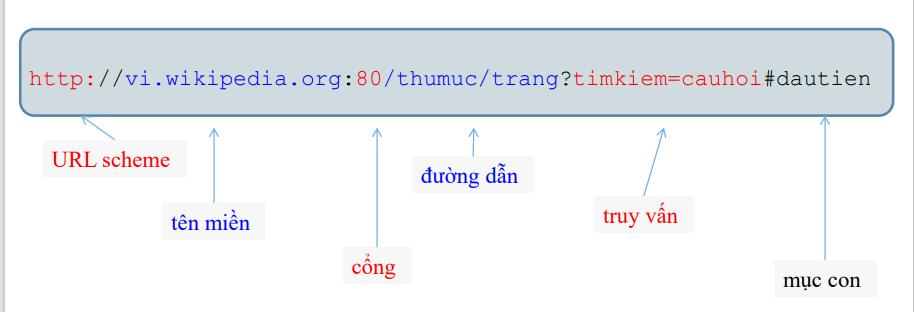 http://vi.wikipedia.org:80/thumuc/trang?timkiem=cauhoi#dautien
URL scheme
tên miền
cổng
đường dẫn
truy vấn
mục con